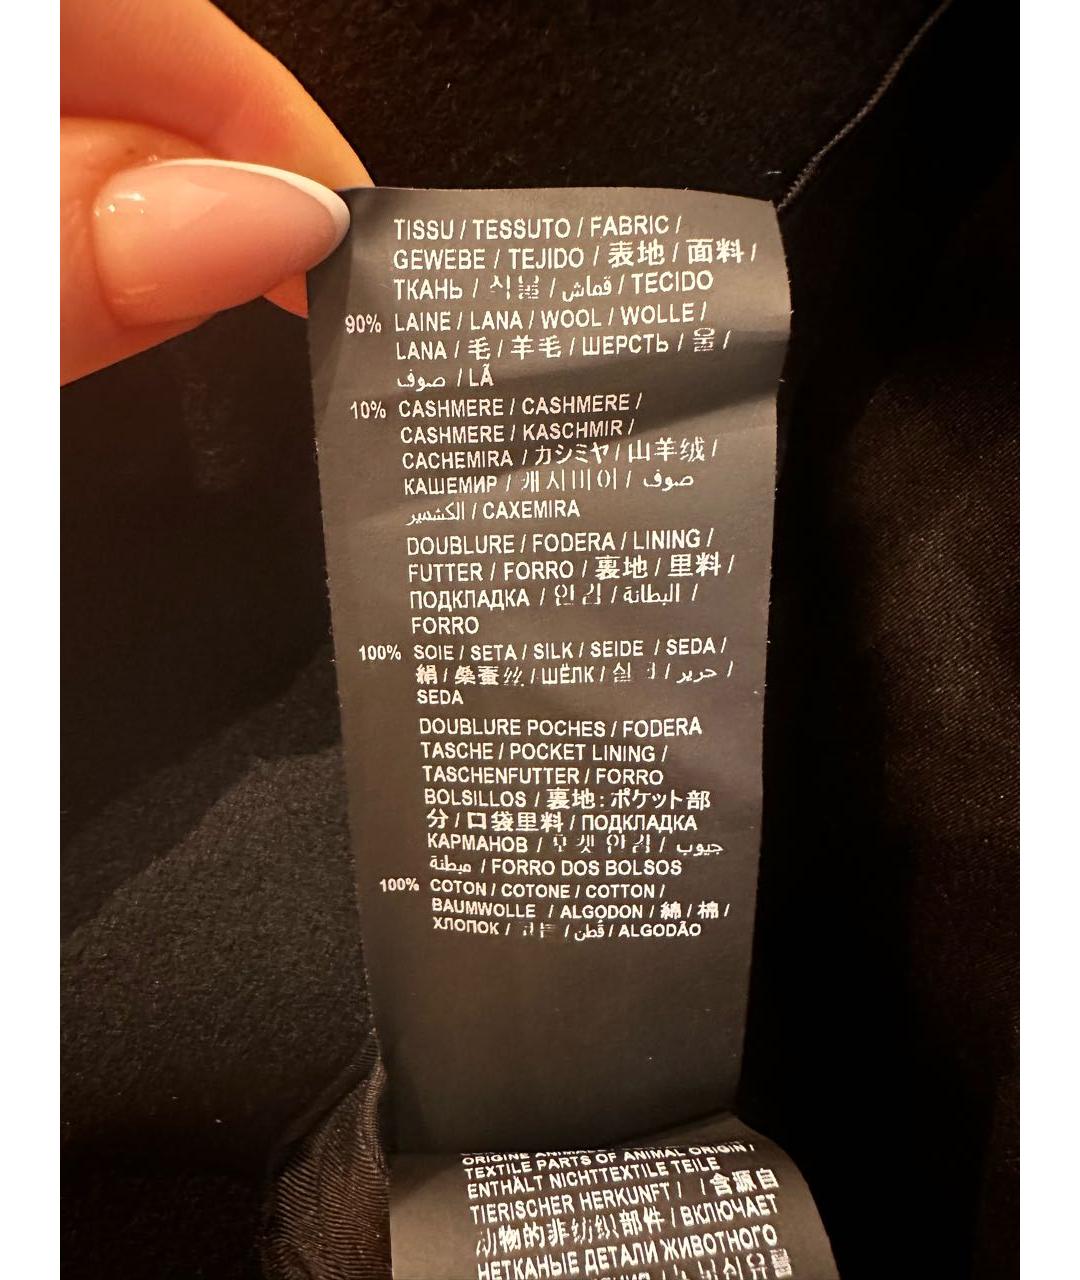 TISSU / TESSUTO / FABRIC /
GEWEBE / TEJIDO / 表地 / 面料 /
ТКАНЬ / 직물 / قماش / TECIDO
90% LAINE / LANA / WOOL / WOLLE /
LANA / 毛 / 羊毛 / ШЕРСТЬ / 울 /
صوف / LÃ
10% CASHMERE / CASHMERE /
CASHMERE / KASCHMIR /
CACHEMIRA / カシミヤ / 山羊绒 /
КАШЕМИР / 캐시미어 / صوف
الكشمير / CAXEMIRA
DOUBLURE / FODERA / LINING /
FUTTER / FORRO / 裏地 / 里料 /
ПОДКЛАДКА / 안감 / البطانة /
FORRO
100% SOIE / SETA / SILK / SEIDE / SEDA /
絹 / 桑蚕丝 / ШЁЛК / حرير /
SEDA
DOUBLURE POCHES / FODERA
TASCHE / POCKET LINING /
TASCHENFUTTER / FORRO
BOLSILLOS / 裏地:ポケット部
分 / 口袋里料 / ПОДКЛАДКА
КАРМАНОВ / 포켓 안감 / جيوب
مبطنة / FORRO DOS BOLSOS
100% COTON / COTONE / COTTON /
BAUMWOLLE / ALGODON / 綿 / 棉 /
ХЛОПОК / قطن / ALGODÃO
TEXTILE PARTS OF ANIMAL ORIGIN /
ENTHÄLT NICHTTEXTILE TEILE
TIERISCHER HERKUNFT / / 含源自
动物的非纺织部件 / ВКЛЮЧАЕТ
НЕТКАНЫЕ ДЕТАЛИ ЖИВОТНОГО